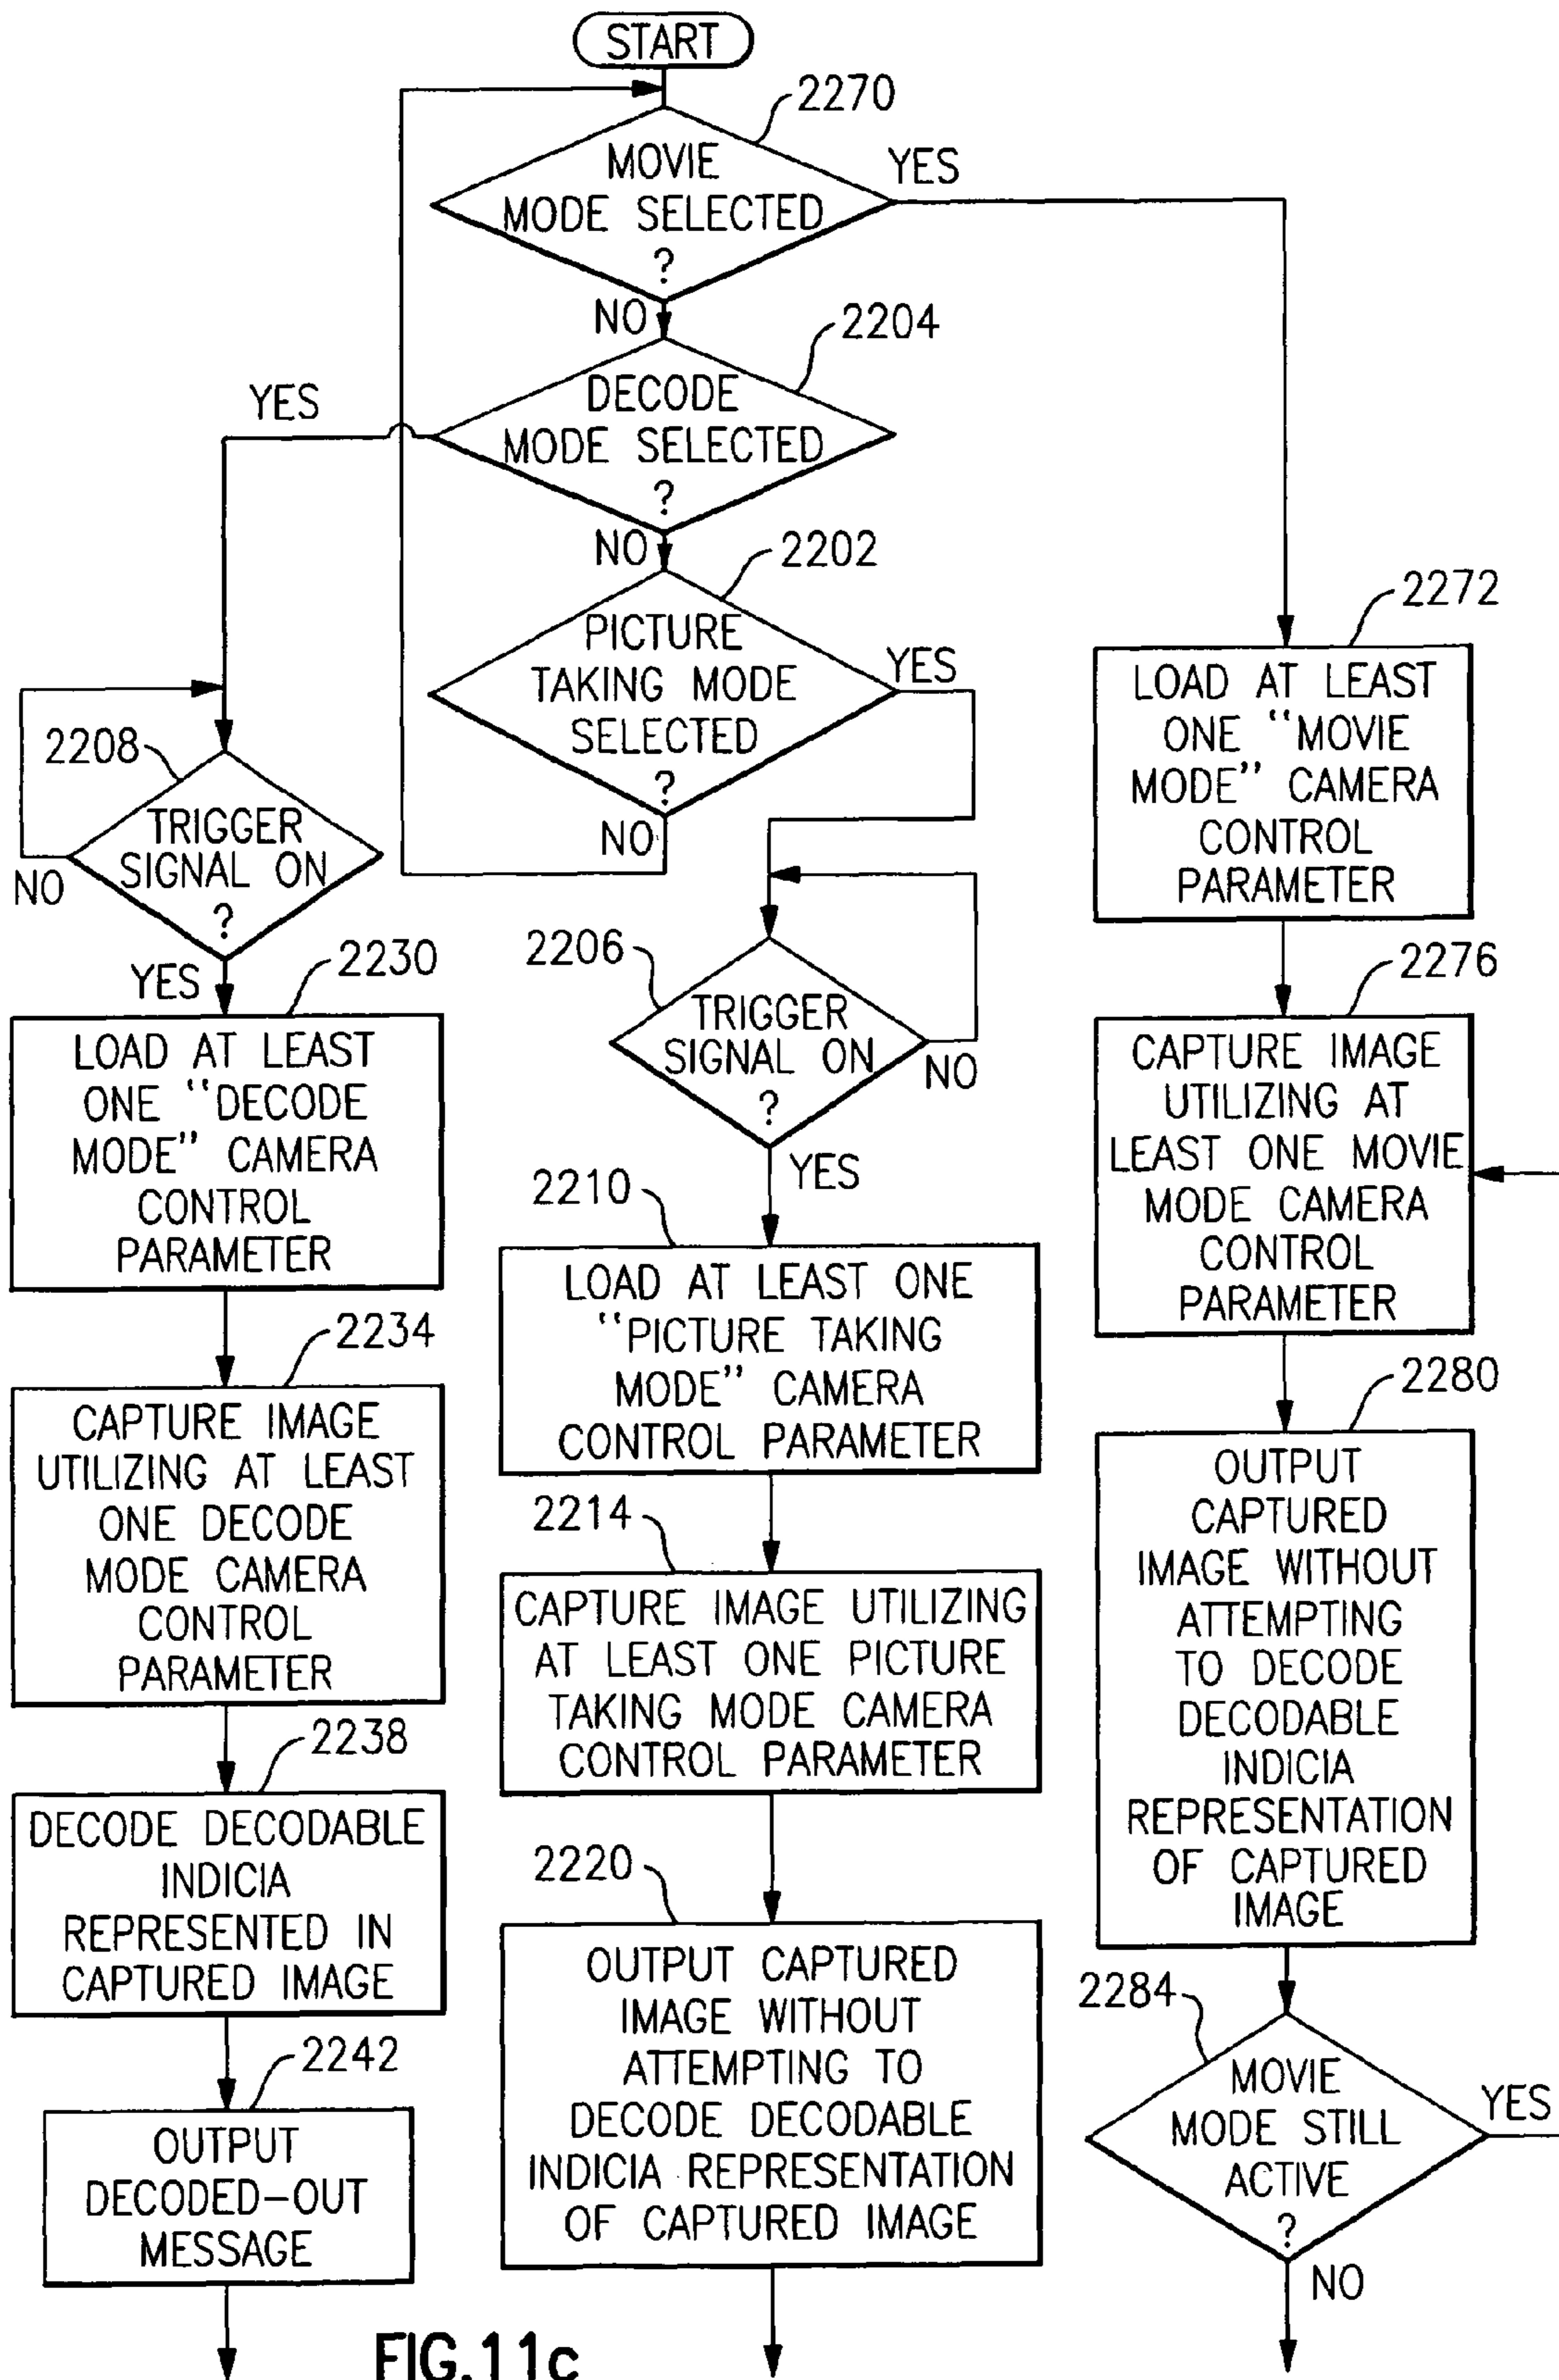 START
2270
MOVIE
MODE SELECTED
?
YES
NO
2204
DECODE
MODE SELECTED
?
YES
NO
2202
PICTURE
TAKING MODE
SELECTED
?
YES
NO
2208
TRIGGER
SIGNAL ON
?
NO
YES
2230
LOAD AT LEAST
ONE "DECODE
MODE" CAMERA
CONTROL
PARAMETER
2234
CAPTURE IMAGE
UTILIZING AT LEAST
ONE DECODE
MODE CAMERA
CONTROL
PARAMETER
2238
DECODE DECODABLE
INDICIA
REPRESENTED IN
CAPTURED IMAGE
2242
OUTPUT
DECODED-OUT
MESSAGE
2206
TRIGGER
SIGNAL ON
?
NO
YES
2210
LOAD AT LEAST ONE
"PICTURE TAKING
MODE" CAMERA
CONTROL PARAMETER
2214
CAPTURE IMAGE UTILIZING
AT LEAST ONE PICTURE
TAKING MODE CAMERA
CONTROL PARAMETER
2220
OUTPUT CAPTURED
IMAGE WITHOUT
ATTEMPTING TO
DECODE DECODABLE
INDICIA REPRESENTATION
OF CAPTURED IMAGE
2272
LOAD AT LEAST
ONE "MOVIE
MODE" CAMERA
CONTROL
PARAMETER
2276
CAPTURE IMAGE
UTILIZING AT
LEAST ONE MOVIE
MODE CAMERA
CONTROL
PARAMETER
2280
OUTPUT
CAPTURED
IMAGE WITHOUT
ATTEMPTING
TO DECODE
DECODABLE
INDICIA
REPRESENTATION
OF CAPTURED
IMAGE
2284
MOVIE
MODE STILL
ACTIVE
?
YES
NO
FIG.11c